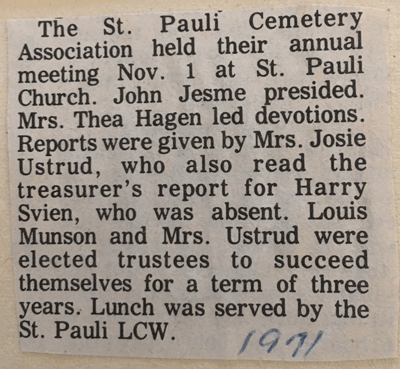 The St. Pauli Cemetery
Association held their annual
meeting Nov. 1 at St. Pauli
Church. John Jesme presided.
Mrs. Thea Hagen led devotions.
Reports were given by Mrs. Josie
Ustrud, who also read the
treasurer's report for Harry
Svien, who was absent. Louis
Munson and Mrs. Ustrud were
elected trustees to succeed
themselves for a term of three
years. Lunch was served by the
St. Pauli LCW.
1971